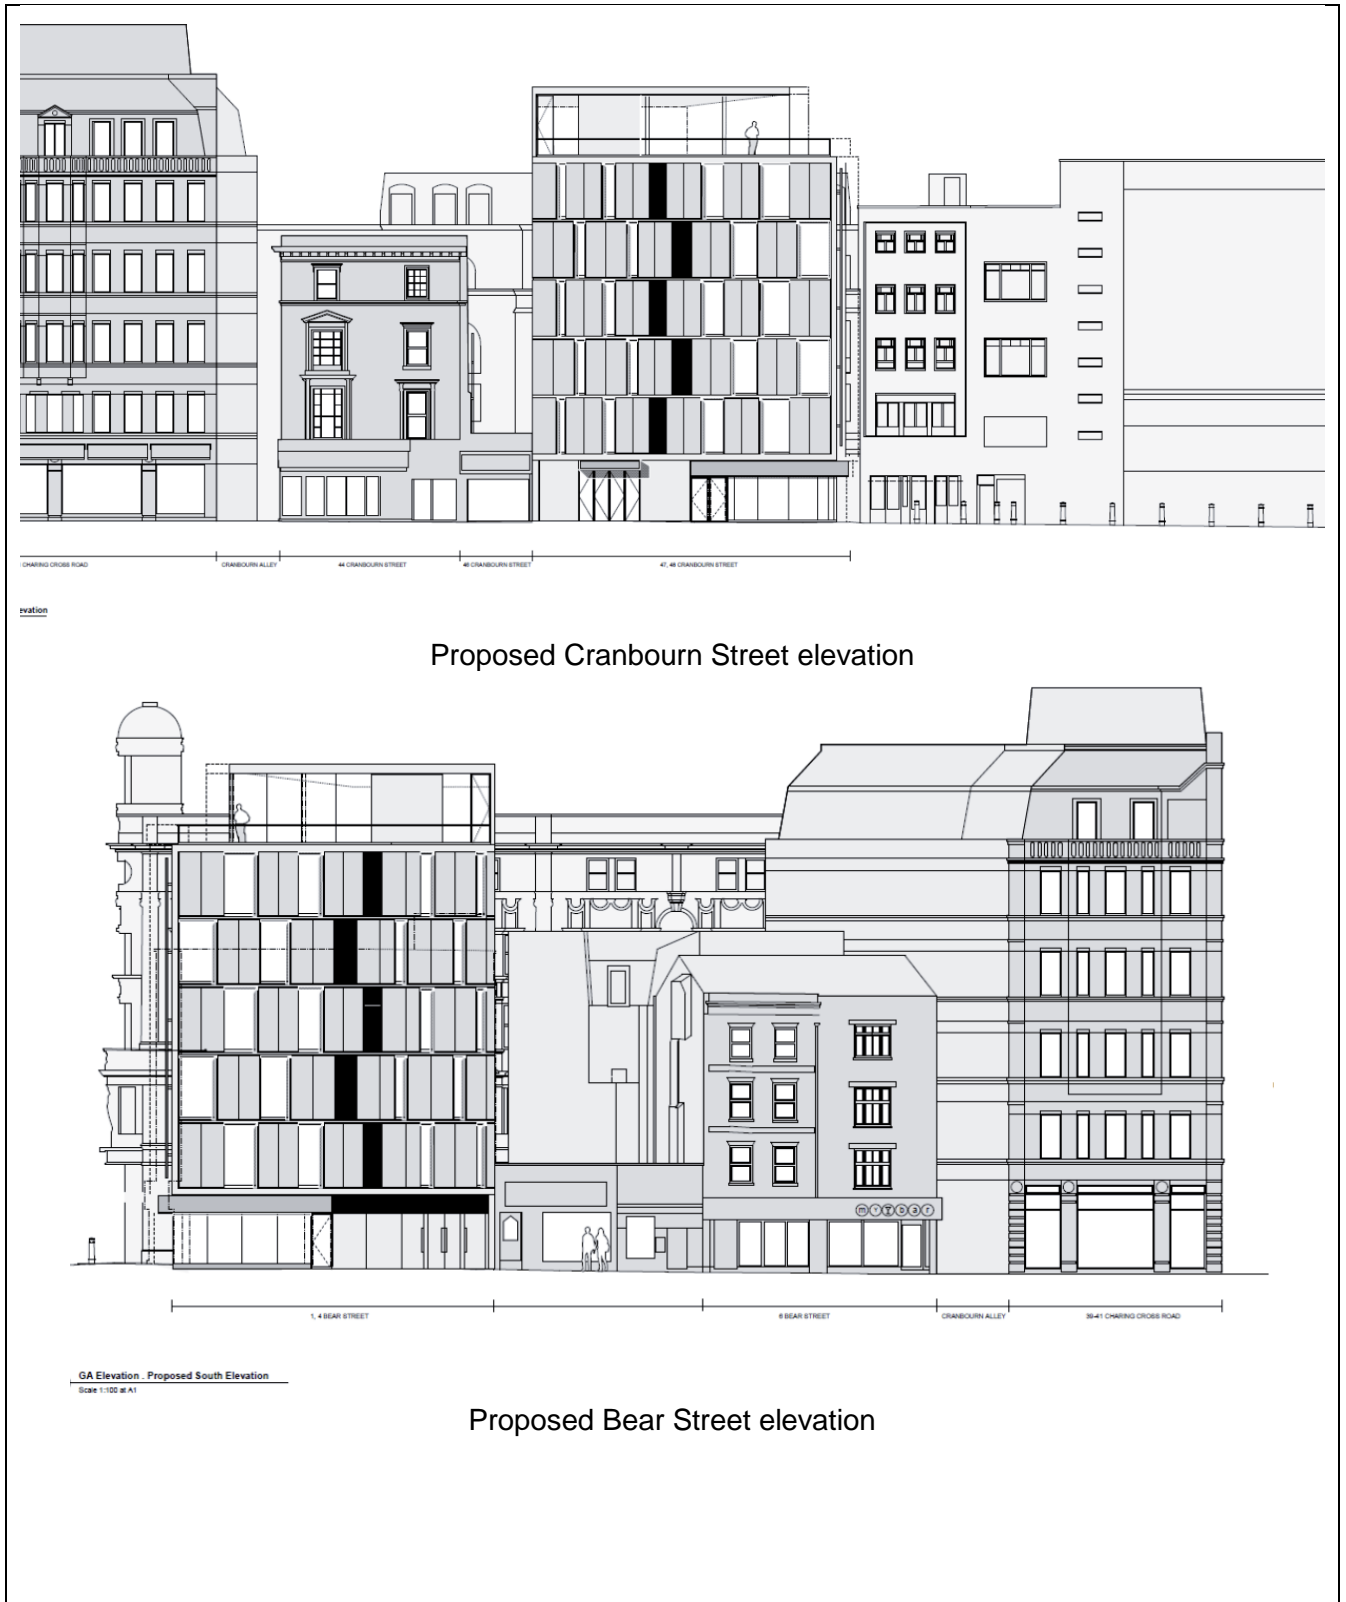 CHARING CROSS ROAD
CRANBOURN ALLEY
44 CRANBOURN STREET
46 CRANBOURN STREET
47, 48 CRANBOURN STREET
evation
Proposed Cranbourn Street elevation
mybar
1, 4 BEAR STREET
6 BEAR STREET
CRANBOURN ALLEY
39-41 CHARING CROSS ROAD
GA Elevation . Proposed South Elevation
Scale 1:100 at A1
Proposed Bear Street elevation